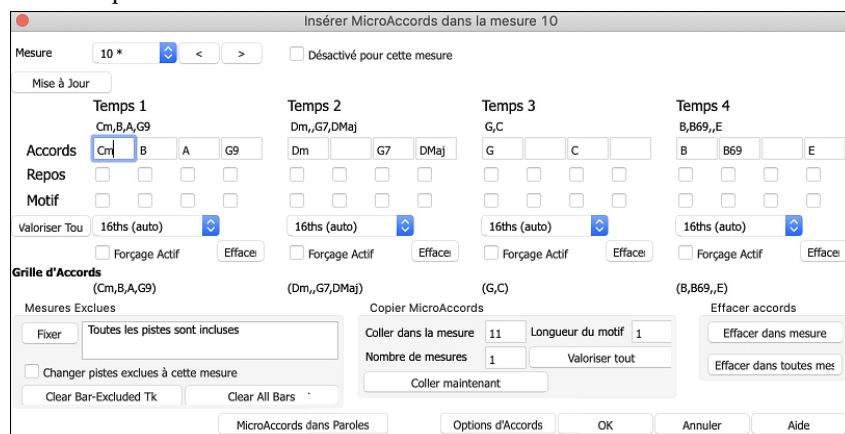 Insérer MicroAccords dans la mesure 10
Mesure 10 * < > Désactivé pour cette mesure
Mise à Jour
Temps 1 Temps 2 Temps 3 Temps 4
Cm,B,A,G9 Dm,,G7,DMaj G,C B,B69,,E
Accords Cm B A G9 Dm G7 DMaj G C B B69 E
Repos
Motif
Valoriser Tou 16ths (auto) 16ths (auto) 16ths (auto) 16ths (auto)
Forçage Actif Effacer Forçage Actif Effacer Forçage Actif Effacer Forçage Actif Effacer
Grille d'Accords
(Cm,B,A,G9) (Dm,,G7,DMaj) (G,C) (B,B69,,E)
Mesures Exclues Copier MicroAccords Effacer accords
Fixer Toutes les pistes sont incluses Coller dans la mesure 11 Longueur du motif 1 Effacer dans mesure
Nombre de mesures 1 Valoriser tout
Changer pistes exclues à cette mesure Effacer dans toutes mes
Coller maintenant
Clear Bar-Excluded Tk Clear All Bars
MicroAccords dans Paroles Options d'Accords OK Annuler Aide